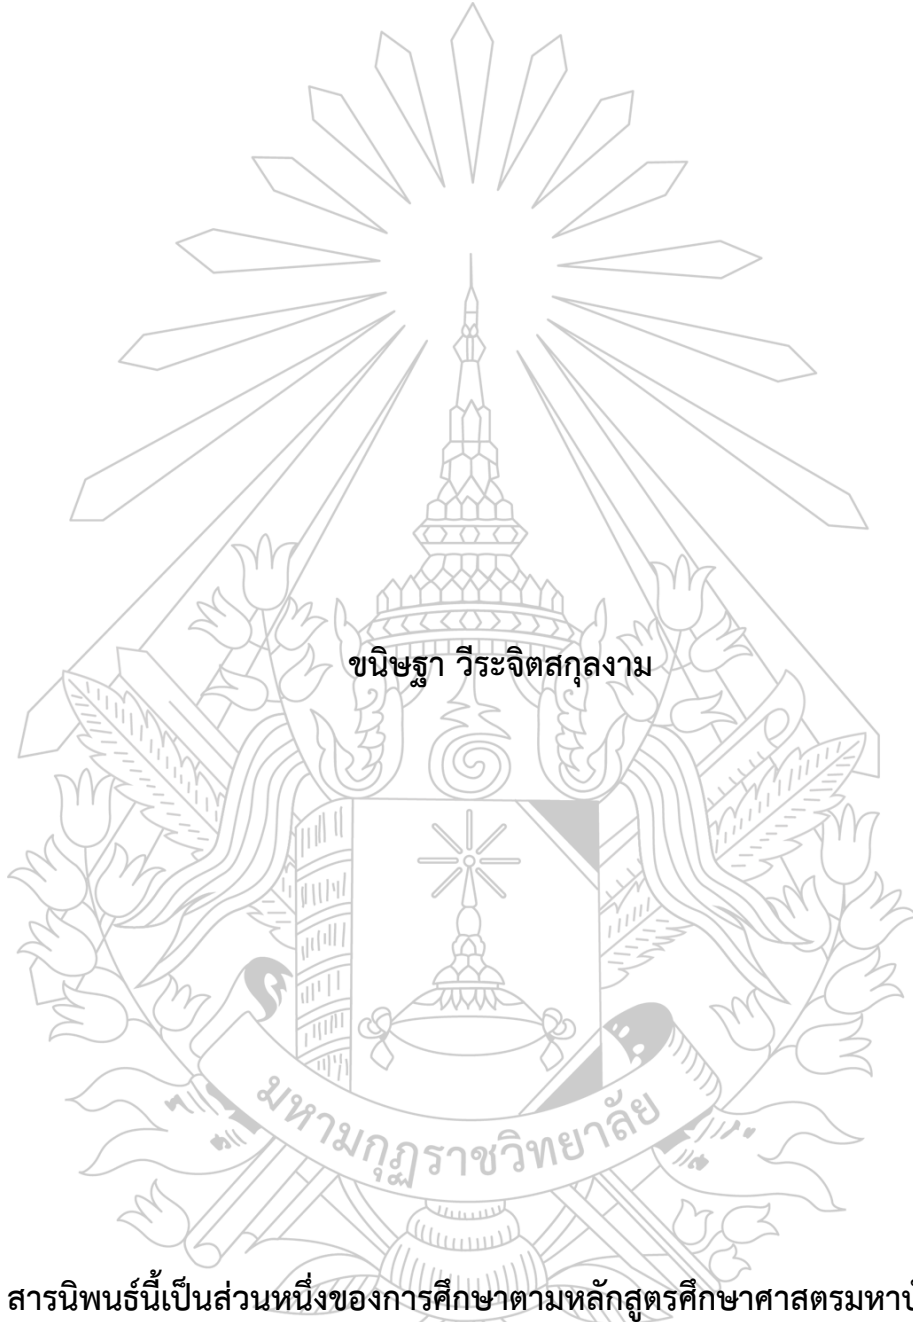 ขนิษฐา วีระจิตสกุลงาม
มหามกุฏราชวิทยาลัย
สารนิพนธ์นี้เป็นส่วนหนึ่งของการศึกษาตามหลักสูตรศึกษาศาสตรมหาบั